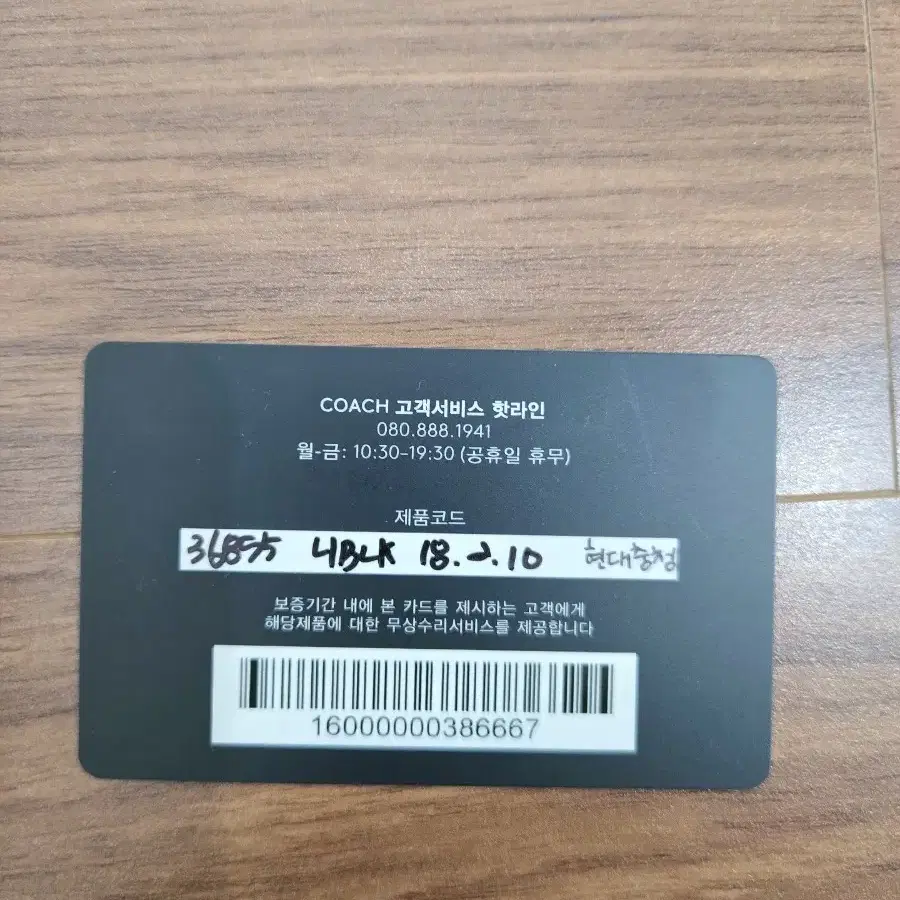 COACH 고객서비스 핫라인
080.888.1941
월-금: 10:30-19:30 (공휴일 휴무)
제품코드
36855 LIBLK 18.2.10 현대충청
보증기간 내에 본 카드를 제시하는 고객에게
해당제품에 대한 무상수리서비스를 제공합니다
16000000386667